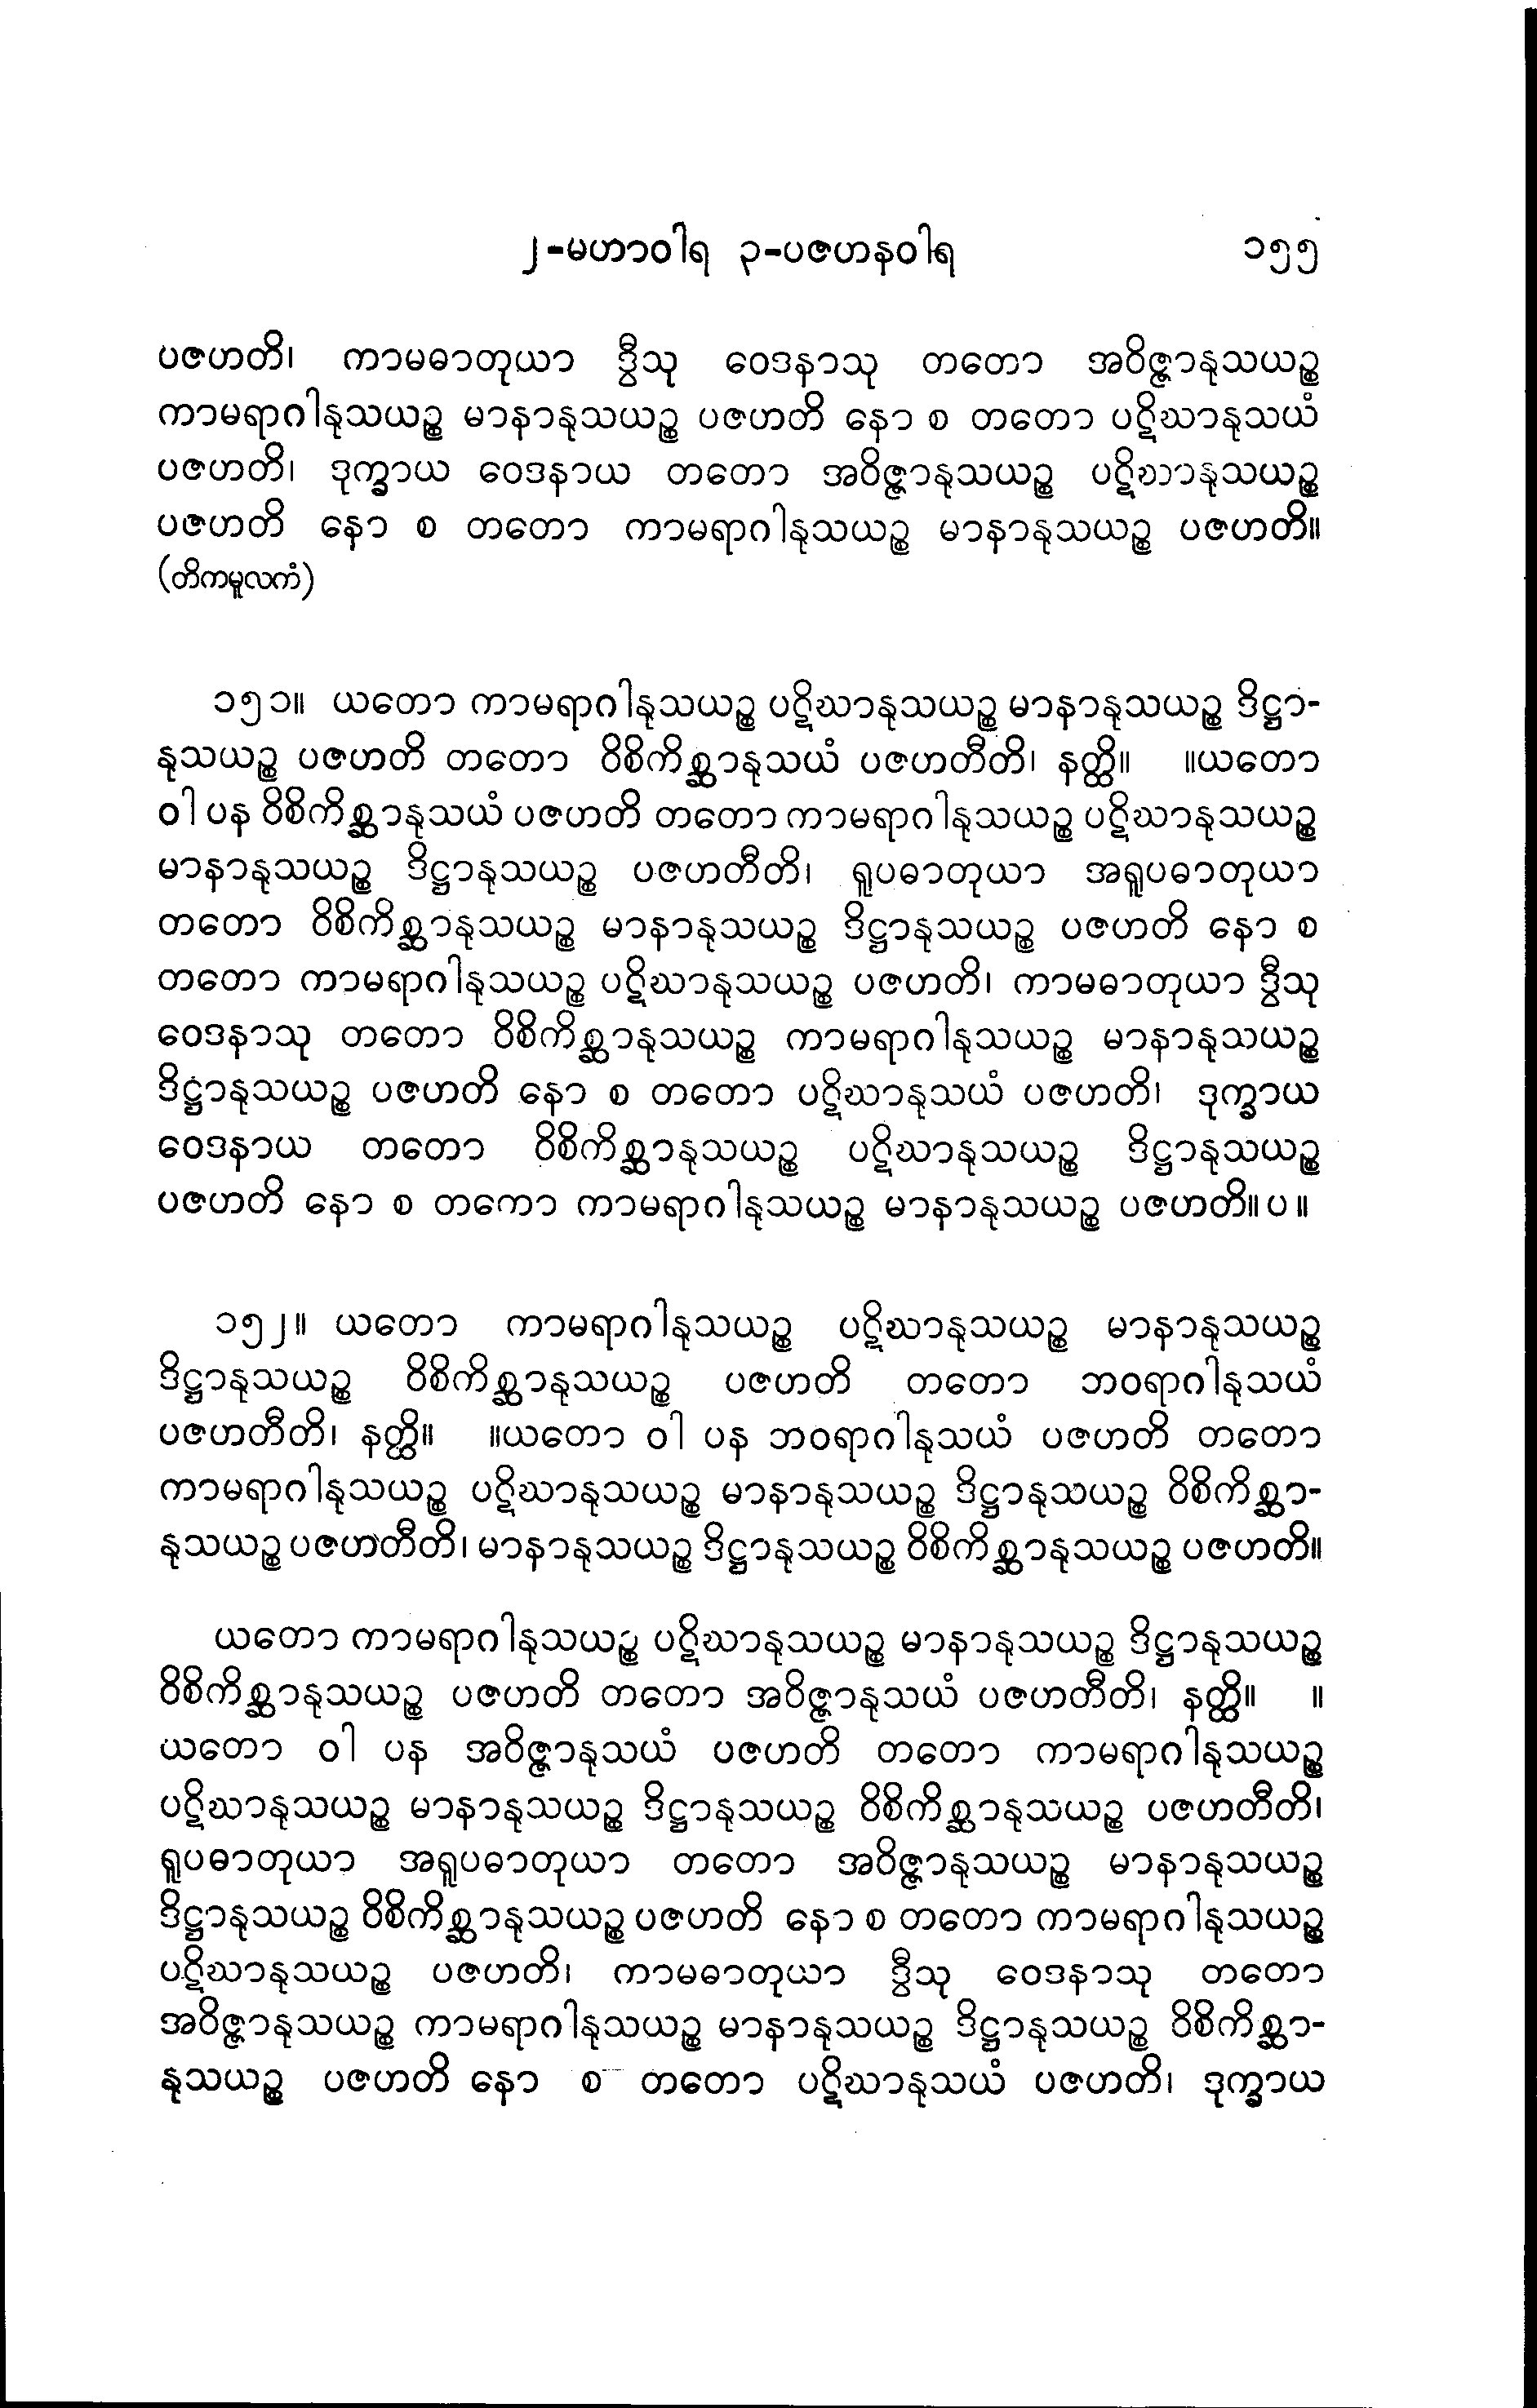 ၂-မဟာဝါရ ၃-ပဇဟနဝါရ ၁၅၅
ပဇဟတိ၊ ကာမဓာတုယာ ဒွီသု ဝေဒနာသု တတော အဝိဇ္ဇာနုသယဉ္စ
ကာမရာဂါနုသယဉ္စ မာနာနုသယဉ္စ ပဇဟတိ နော စ တတော ပဋိဃာနုသယံ
ပဇဟတိ၊ ဒုက္ခာယ ဝေဒနာယ တတော အဝိဇ္ဇာနုသယဉ္စ ပဋိဃာနုသယဉ္စ
ပဇဟတိ နော စ တတော ကာမရာဂါနုသယဉ္စ မာနာနုသယဉ္စ ပဇဟတိ။
(တိကမူလကံ)
၁၅၁။ ယတော ကာမရာဂါနုသယဉ္စ ပဋိဃာနုသယဉ္စ မာနာနုသယဉ္စ ဒိဋ္ဌာ-
နုသယဉ္စ ပဇဟတိ တတော ဝိစိကိစ္ဆာနုသယံ ပဇဟတီတိ၊ နတ္ထိ။ ။ယတော
ဝါ ပန ဝိစိကိစ္ဆာနုသယံ ပဇဟတိ တတော ကာမရာဂါနုသယဉ္စ ပဋိဃာနုသယဉ္စ
မာနာနုသယဉ္စ ဒိဋ္ဌာနုသယဉ္စ ပဇဟတီတိ၊ ရူပဓာတုယာ အရူပဓာတုယာ
တတော ဝိစိကိစ္ဆာနုသယဉ္စ မာနာနုသယဉ္စ ဒိဋ္ဌာနုသယဉ္စ ပဇဟတိ နော စ
တတော ကာမရာဂါနုသယဉ္စ ပဋိဃာနုသယဉ္စ ပဇဟတိ၊ ကာမဓာတုယာ ဒွီသု
ဝေဒနာသု တတော ဝိစိကိစ္ဆာနုသယဉ္စ ကာမရာဂါနုသယဉ္စ မာနာနုသယဉ္စ
ဒိဋ္ဌာနုသယဉ္စ ပဇဟတိ နော စ တတော ပဋိဃာနုသယံ ပဇဟတိ၊ ဒုက္ခာယ
ဝေဒနာယ တတော ဝိစိကိစ္ဆာနုသယဉ္စ ပဋိဃာနုသယဉ္စ ဒိဋ္ဌာနုသယဉ္စ
ပဇဟတိ နော စ တကော ကာမရာဂါနုသယဉ္စ မာနာနုသယဉ္စ ပဇဟတိ။ပ။
၁၅၂။ ယတော ကာမရာဂါနုသယဉ္စ ပဋိဃာနုသယဉ္စ မာနာနုသယဉ္စ
ဒိဋ္ဌာနုသယဉ္စ ဝိစိကိစ္ဆာနုသယဉ္စ ပဇဟတိ တတော ဘဝရာဂါနုသယံ
ပဇဟတီတိ၊ နတ္ထိ။ ။ယတော ဝါ ပန ဘဝရာဂါနုသယံ ပဇဟတိ တတော
ကာမရာဂါနုသယဉ္စ ပဋိဃာနုသယဉ္စ မာနာနုသယဉ္စ ဒိဋ္ဌာနုသယဉ္စ ဝိစိကိစ္ဆာ-
နုသယဉ္စ ပဇဟတီတိ၊ မာနာနုသယဉ္စ ဒိဋ္ဌာနုသယဉ္စ ဝိစိကိစ္ဆာနုသယဉ္စ ပဇဟတိ။
ယတော ကာမရာဂါနုသယဉ္စ ပဋိဃာနုသယဉ္စ မာနာနုသယဉ္စ ဒိဋ္ဌာနုသယဉ္စ
ဝိစိကိစ္ဆာနုသယဉ္စ ပဇဟတိ တတော အဝိဇ္ဇာနုသယံ ပဇဟတီတိ၊ နတ္ထိ။ ။
ယတော ဝါ ပန အဝိဇ္ဇာနုသယံ ပဇဟတိ တတော ကာမရာဂါနုသယဉ္စ
ပဋိဃာနုသယဉ္စ မာနာနုသယဉ္စ ဒိဋ္ဌာနုသယဉ္စ ဝိစိကိစ္ဆာနုသယဉ္စ ပဇဟတီတိ၊
ရူပဓာတုယာ အရူပဓာတုယာ တတော အဝိဇ္ဇာနုသယဉ္စ မာနာနုသယဉ္စ
ဒိဋ္ဌာနုသယဉ္စ ဝိစိကိစ္ဆာနုသယဉ္စ ပဇဟတိ နော စ တတော ကာမရာဂါနုသယဉ္စ
ပဋိဃာနုသယဉ္စ ပဇဟတိ၊ ကာမဓာတုယာ ဒွီသု ဝေဒနာသု တတော
အဝိဇ္ဇာနုသယဉ္စ ကာမရာဂါနုသယဉ္စ မာနာနုသယဉ္စ ဒိဋ္ဌာနုသယဉ္စ ဝိစိကိစ္ဆာ-
နုသယဉ္စ ပဇဟတိ နော စ တတော ပဋိဃာနုသယံ ပဇဟတိ၊ ဒုက္ခာယ